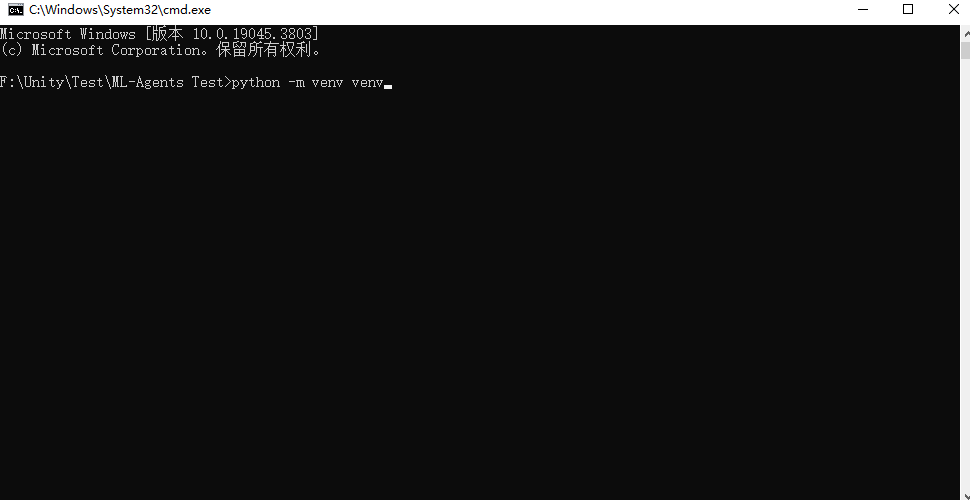 C:\Windows\System32\cmd.exe
Microsoft Windows [版本 10.0.19045.3803]
(c) Microsoft Corporation。保留所有权利。
F:\Unity\Test\ML-Agents Test>python -m venv venv